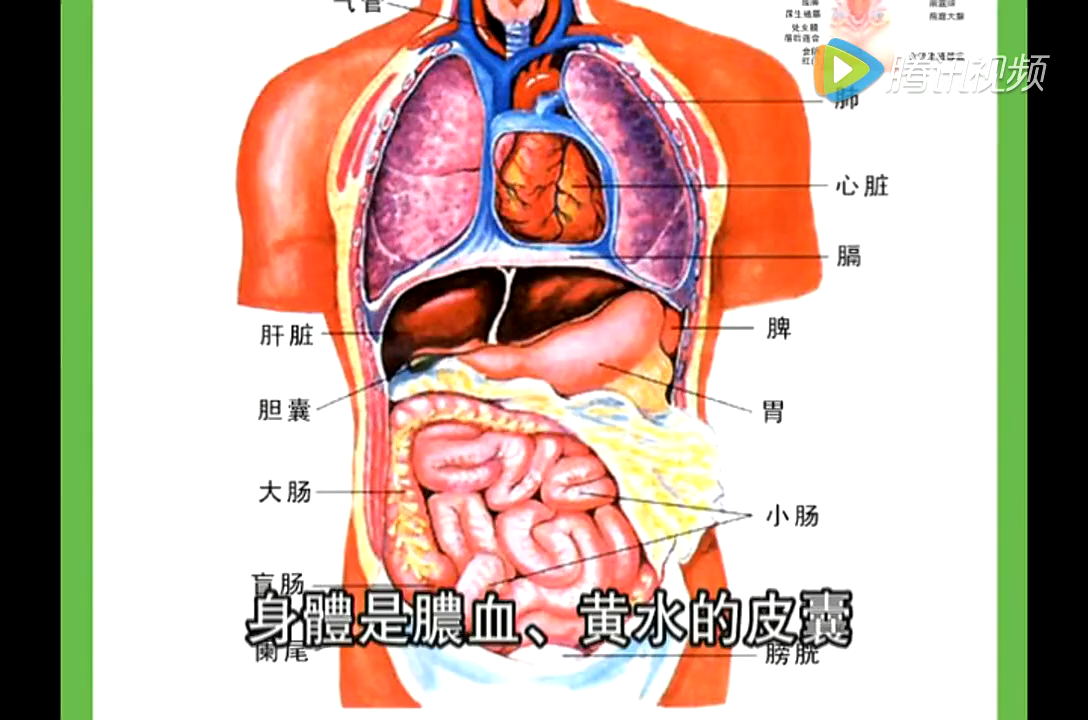 气管
腾讯视频
肺
心脏
膈
肝脏
脾
胆囊
胃
大肠
小肠
盲肠
身體是膿血、黄水的皮囊
阑尾
膀胱